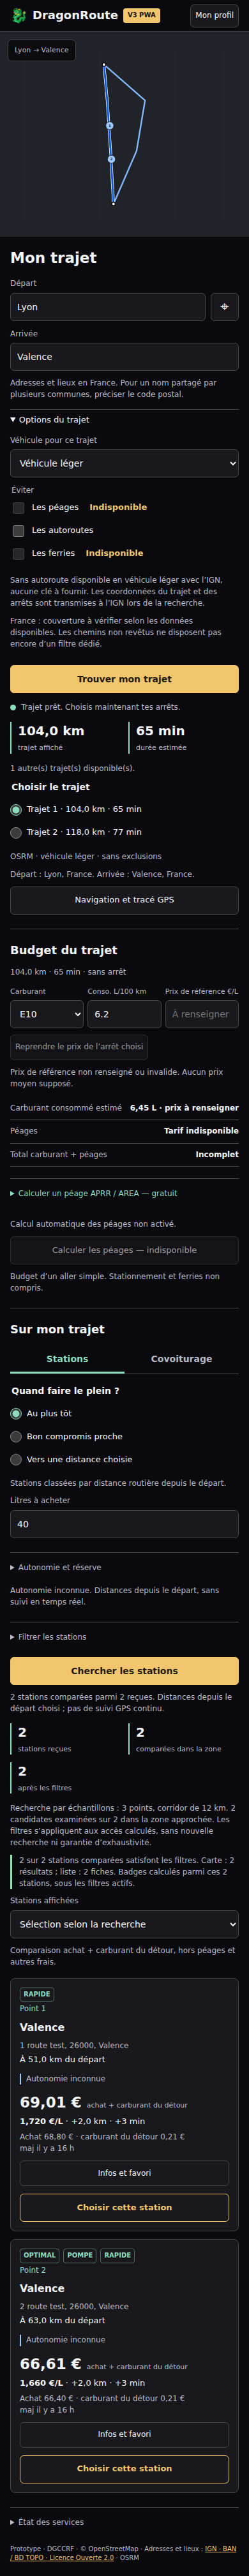 DragonRoute V3 PWA Mon profil
Lyon → Valence
Mon trajet
Départ
Lyon
Arrivée
Valence
Adresses et lieux en France. Pour un nom partagé par
plusieurs communes, préciser le code postal.
▼ Options du trajet
Véhicule pour ce trajet
Véhicule léger
Éviter
Les péages Indisponible
Les autoroutes
Les ferries Indisponible
Sans autoroute disponible en véhicule léger avec l’IGN,
aucune clé à fournir. Les coordonnées du trajet et des
arrêts sont transmises à l’IGN lors de la recherche.
France : couverture à vérifier selon les données
disponibles. Les chemins non revêtus ne disposent pas
encore d’un filtre dédié.
Trouver mon trajet
Trajet prêt. Choisis maintenant tes arrêts.
104,0 km 65 min
trajet affiché durée estimée
1 autre(s) trajet(s) disponible(s).
Choisir le trajet
Trajet 1 · 104,0 km · 65 min
Trajet 2 · 118,0 km · 77 min
OSRM · véhicule léger · sans exclusions
Départ : Lyon, France. Arrivée : Valence, France.
Navigation et tracé GPS
Budget du trajet
104,0 km · 65 min · sans arrêt
Carburant Conso. L/100 km Prix de référence €/L
E10 6.2 À renseigner
Reprendre le prix de l’arrêt choisi
Prix de référence non renseigné ou invalide. Aucun prix
moyen supposé.
Carburant consommé estimé 6,45 L · prix à renseigner
Péages Tarif indisponible
Total carburant + péages Incomplet
▶ Calculer un péage APRR / AREA — gratuit
Calcul automatique des péages non activé.
Calculer les péages — indisponible
Budget d’un aller simple. Stationnement et ferries non
compris.
Sur mon trajet
Stations Covoiturage
Quand faire le plein ?
Au plus tôt
Bon compromis proche
Vers une distance choisie
Stations classées par distance routière depuis le départ.
Litres à acheter
40
▶ Autonomie et réserve
Autonomie inconnue. Distances depuis le départ, sans
suivi en temps réel.
▶ Filtrer les stations
Chercher les stations
2 stations comparées parmi 2 reçues. Distances depuis le
départ choisi ; pas de suivi GPS continu.
2 2
stations reçues comparées dans la zone
2
après les filtres
Recherche par échantillons : 3 points, corridor de 12 km. 2
candidates examinées sur 2 dans la zone approchée. Les
filtres s’appliquent aux accès calculés, sans nouvelle
recherche ni garantie d’exhaustivité.
2 sur 2 stations comparées satisfont les filtres. Carte : 2
résultats ; liste : 2 fiches. Badges calculés parmi ces 2
stations, sous les filtres actifs.
Stations affichées
Sélection selon la recherche
Comparaison achat + carburant du détour, hors péages et
autres frais.
RAPIDE
Point 1
Valence
1 route test, 26000, Valence
À 51,0 km du départ
Autonomie inconnue
69,01 € achat + carburant du détour
1,720 €/L · +2,0 km · +3 min
Achat 68,80 € · carburant du détour 0,21 €
maj il y a 16 h
Infos et favori
Choisir cette station
OPTIMAL POMPE RAPIDE
Point 2
Valence
2 route test, 26000, Valence
À 63,0 km du départ
Autonomie inconnue
66,61 € achat + carburant du détour
1,660 €/L · +2,0 km · +3 min
Achat 66,40 € · carburant du détour 0,21 €
maj il y a 16 h
Infos et favori
Choisir cette station
▶ État des services
Prototype · DGCCRF · © OpenStreetMap · Adresses et lieux : IGN · BAN
/ BD TOPO · Licence Ouverte 2.0 · OSRM